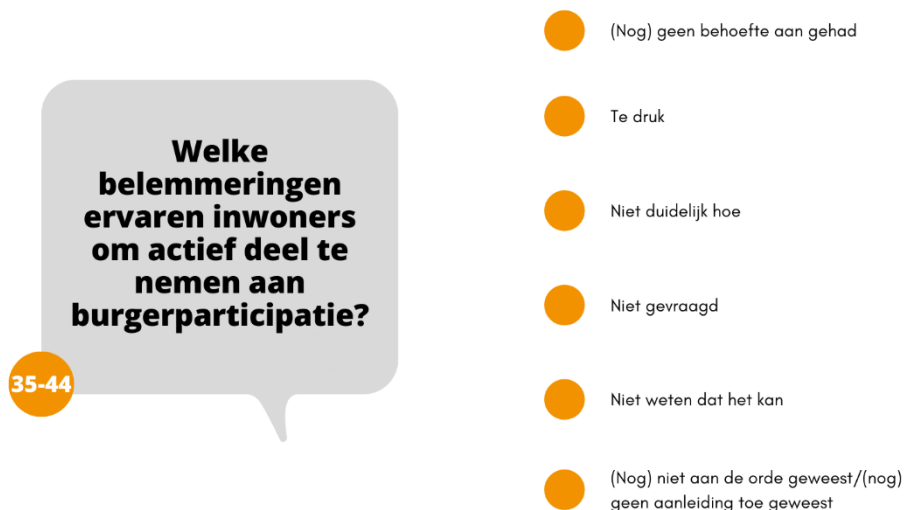 Welke
belemmeringen
ervaren inwoners
om actief deel te
nemen aan
burgerparticipatie?
35-44
(Nog) geen behoefte aan gehad
Te druk
Niet duidelijk hoe
Niet gevraagd
Niet weten dat het kan
(Nog) niet aan de orde geweest/(nog)
geen aanleiding toe geweest